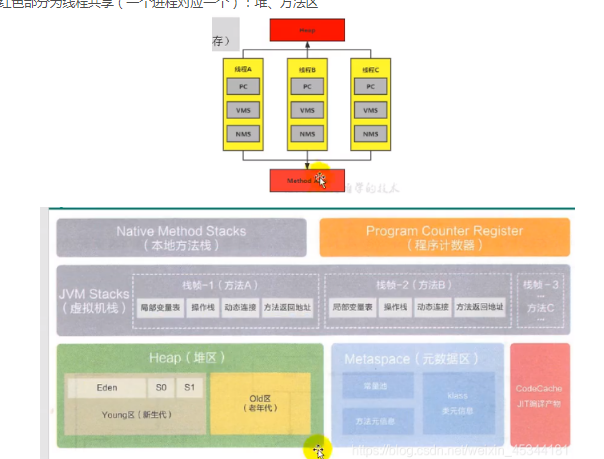 红色部分为线程共享（一个进程对应一个）：堆、方法区
存）
Heap
线程A 线程B 线程C
PC PC PC
VMS VMS VMS
NMS NMS NMS
Method
学的技术
Native Method Stacks
（本地方法栈）
Program Counter Register
（程序计数器）
JVM Stacks
（虚拟机栈）
栈帧-1（方法A）
局部变量表 操作栈 动态连接 方法返回地址
栈帧-2（方法B）
局部变量表 操作栈 动态连接 方法返回地址
栈帧-3
方法C
Heap（堆区）
Eden S0 S1
Young区（新生代）
Old区
（老年代）
Metaspace（元数据区）
常量池
方法元信息
klass
类元信息
CodeCache
JIT编译产物
https://blog.csdn.net/weixin_45344181